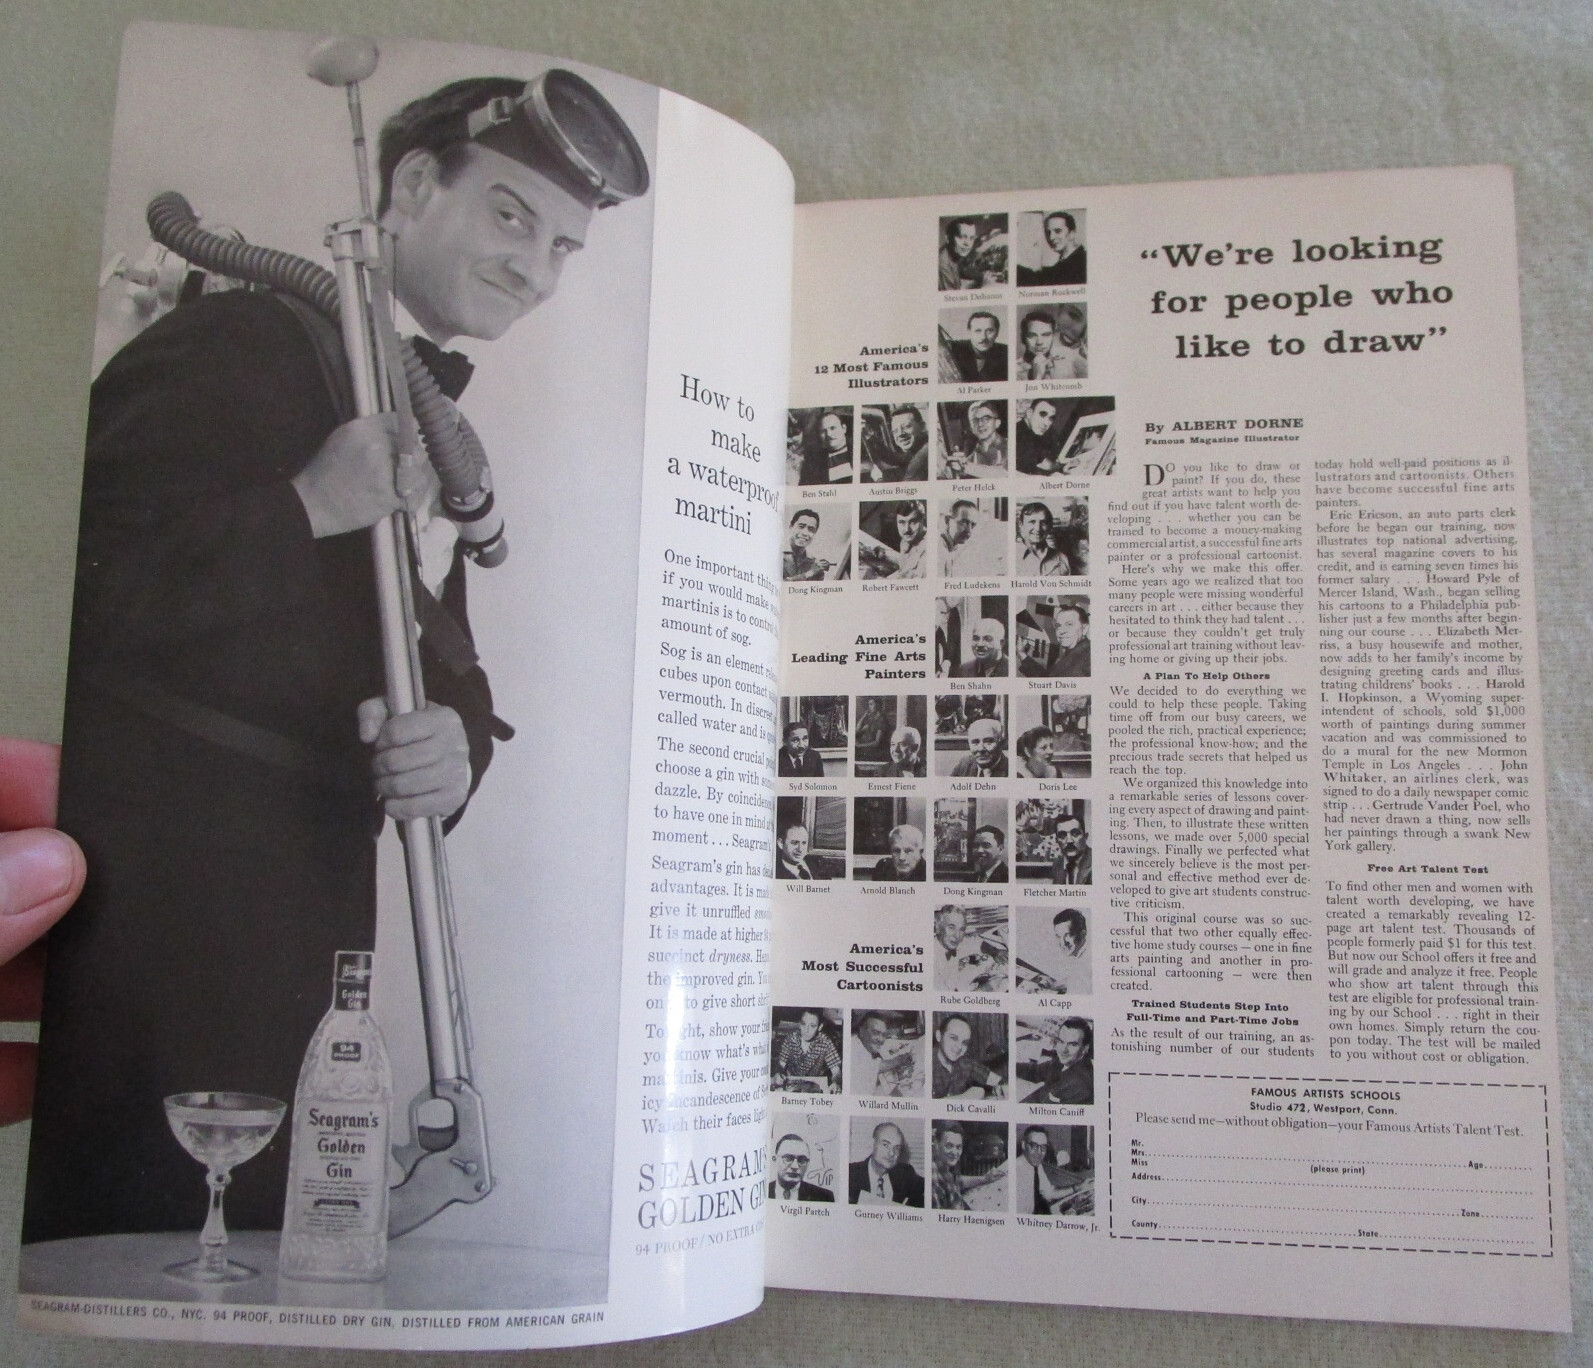 How to
make
a waterproof
martini
One important thing
if you would make
martinis is to control
amount of sog.
Sog is an element
cubes upon contact
vermouth. In discreet
called water and is
The second crucial
choose a gin with
dazzle. By coincidence
to have one in mind
moment . . . Seagram's
Seagram's gin has
advantages. It is
give it unruffled
It is made at higher
succinct dryness.
the improved gin.
on to give short
Tonight, show your
you know what's what
martinis. Give your
icy incandescence of
Watch their faces
SEAGRAM'S
GOLDEN GIN
94 PROOF / NO EXTRA
94
PROOF
Golden
Gin
Seagram's
Golden
Gin
SEAGRAM-DISTILLERS CO., NYC. 94 PROOF, DISTILLED DRY GIN, DISTILLED FROM AMERICAN GRAIN
America's
12 Most Famous
Illustrators
Stevan Dohanos Norman Rockwell
Al Parker Jon Whitcomb
Ben Stahl Austin Briggs Peter Helck Albert Dorne
Dong Kingman Robert Fawcett Fred Ludekens Harold Von Schmidt
America's
Leading Fine Arts
Painters
Ben Shahn Stuart Davis
Syd Solomon Ernest Fiene Adolf Dehn Doris Lee
Will Barnet Arnold Blanch Dong Kingman Fletcher Martin
America's
Most Successful
Cartoonists
Rube Goldberg Al Capp
Barney Tobey Willard Mullin Dick Cavalli Milton Caniff
VIP
Virgil Partch Gurney Williams Harry Haenigsen Whitney Darrow, Jr.
“We're looking
for people who
like to draw”
By ALBERT DORNE
Famous Magazine Illustrator
DO you like to draw or
paint? If you do, these
great artists want to help you
find out if you have talent worth de-
veloping . . . whether you can be
trained to become a money-making
commercial artist, a successful fine arts
painter or a professional cartoonist.
Here's why we make this offer.
Some years ago we realized that too
many people were missing wonderful
careers in art . . . either because they
hesitated to think they had talent . . .
or because they couldn't get truly
professional art training without leav-
ing home or giving up their jobs.
A Plan To Help Others
We decided to do everything we
could to help these people. Taking
time off from our busy careers, we
pooled the rich, practical experience;
the professional know-how; and the
precious trade secrets that helped us
reach the top.
We organized this knowledge into
a remarkable series of lessons cover-
ing every aspect of drawing and paint-
ing. Then, to illustrate these written
lessons, we made over 5,000 special
drawings. Finally we perfected what
we sincerely believe is the most per-
sonal and effective method ever de-
veloped to give art students construc-
tive criticism.
This original course was so suc-
cessful that two other equally effec-
tive home study courses — one in fine
arts painting and another in pro-
fessional cartooning — were then
created.
Trained Students Step Into
Full-Time and Part-Time Jobs
As the result of our training, an as-
tonishing number of our students
today hold well-paid positions as il-
lustrators and cartoonists. Others
have become successful fine arts
painters.
Eric Ericson, an auto parts clerk
before he began our training, now
illustrates top national advertising,
has several magazine covers to his
credit, and is earning seven times his
former salary . . . Howard Pyle of
Mercer Island, Wash., began selling
his cartoons to a Philadelphia pub-
lisher just a few months after begin-
ning our course . . . Elizabeth Mer-
riss, a busy housewife and mother,
now adds to her family's income by
designing greeting cards and illus-
trating childrens' books . . . Harold
I. Hopkinson, a Wyoming super-
intendent of schools, sold $1,000
worth of paintings during summer
vacation and was commissioned to
do a mural for the new Mormon
Temple in Los Angeles . . . John
Whitaker, an airlines clerk, was
signed to do a daily newspaper comic
strip . . . Gertrude Vander Poel, who
had never drawn a thing, now sells
her paintings through a swank New
York gallery.
Free Art Talent Test
To find other men and women with
talent worth developing, we have
created a remarkably revealing 12-
page art talent test. Thousands of
people formerly paid $1 for this test.
But now our School offers it free and
will grade and analyze it free. People
who show art talent through this
test are eligible for professional train-
ing by our School . . . right in their
own homes. Simply return the cou-
pon today. The test will be mailed
to you without cost or obligation.
FAMOUS ARTISTS SCHOOLS
Studio 472, Westport, Conn.
Please send me—without obligation—your Famous Artists Talent Test.
Mr.
Mrs. Age
Miss (please print)
Address
City Zone
County State